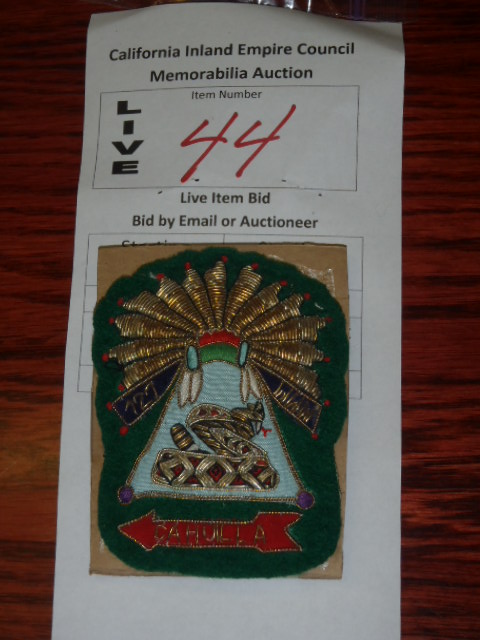 California Inland Empire Council
Memorabilia Auction
Item Number
LIVE
44
Live Item Bid
Bid by Email or Auctioneer
127
CAHUILLA